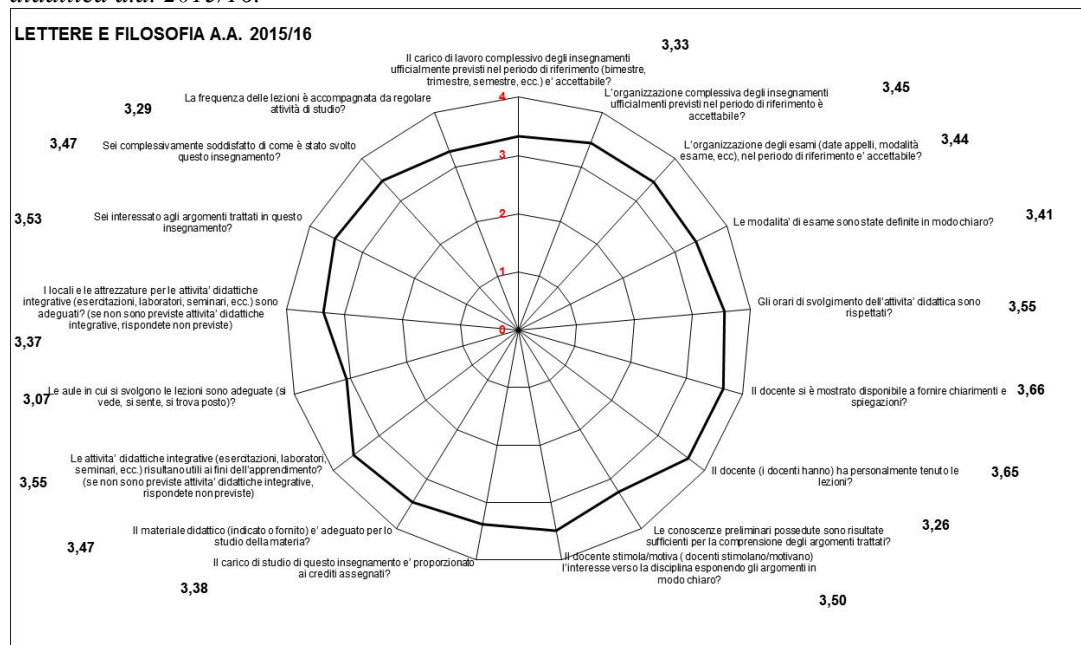 didattica a.a. 2015/16.
LETTERE E FILOSOFIA A.A. 2015/16
3,33
Il carico di lavoro complessivo degli insegnamenti
ufficialmente previsti nel periodo di riferimento (bimestre,
trimestre, semestre, ecc.) e' accettabile?
3,45
L'organizzazione complessiva degli insegnamenti
ufficialmenti previsti nel periodo di riferimento è
accettabile?
3,44
L'organizzazione degli esami (date appelli, modalità
esame, ecc), nel periodo di riferimento e' accettabile?
3,41
Le modalita' di esame sono state definite in modo chiaro?
3,55
Gli orari di svolgimento dell'attivita' didattica sono
rispettati?
Il docente si è mostrato disponibile a fornire chiarimenti e
spiegazioni?
3,66
Il docente (i docenti hanno) ha personalmente tenuto le
lezioni?
3,65
Le conoscenze preliminari possedute sono risultate
sufficienti per la comprensione degli argomenti trattati?
3,26
Il docente stimola/motiva ( docenti stimolano/motivano)
l'interesse verso la disciplina esponendo gli argomenti in
modo chiaro?
3,50
Il carico di studio di questo insegnamento e' proporzionato
ai crediti assegnati?
3,38
Il materiale didattico (indicato o fornito) e' adeguato per lo
studio della materia?
3,47
Le attivita' didattiche integrative (esercitazioni, laboratori,
seminari, ecc.) risultano utili ai fini dell'apprendimento?
(se non sono previste attivita' didattiche integrative,
rispondete non previste)
3,55
Le aule in cui si svolgono le lezioni sono adeguate (si
vede, si sente, si trova posto)?
3,07
I locali e le attrezzature per le attivita' didattiche
integrative (esercitazioni, laboratori, seminari, ecc.) sono
adeguati? (se non sono previste attivita' didattiche
integrative, rispondete non previste)
3,37
Sei interessato agli argomenti trattati in questo
insegnamento?
3,53
Sei complessivamente soddisfatto di come è stato svolto
questo insegnamento?
3,47
La frequenza delle lezioni è accompagnata da regolare
attività di studio?
3,29
4
3
2
1
0